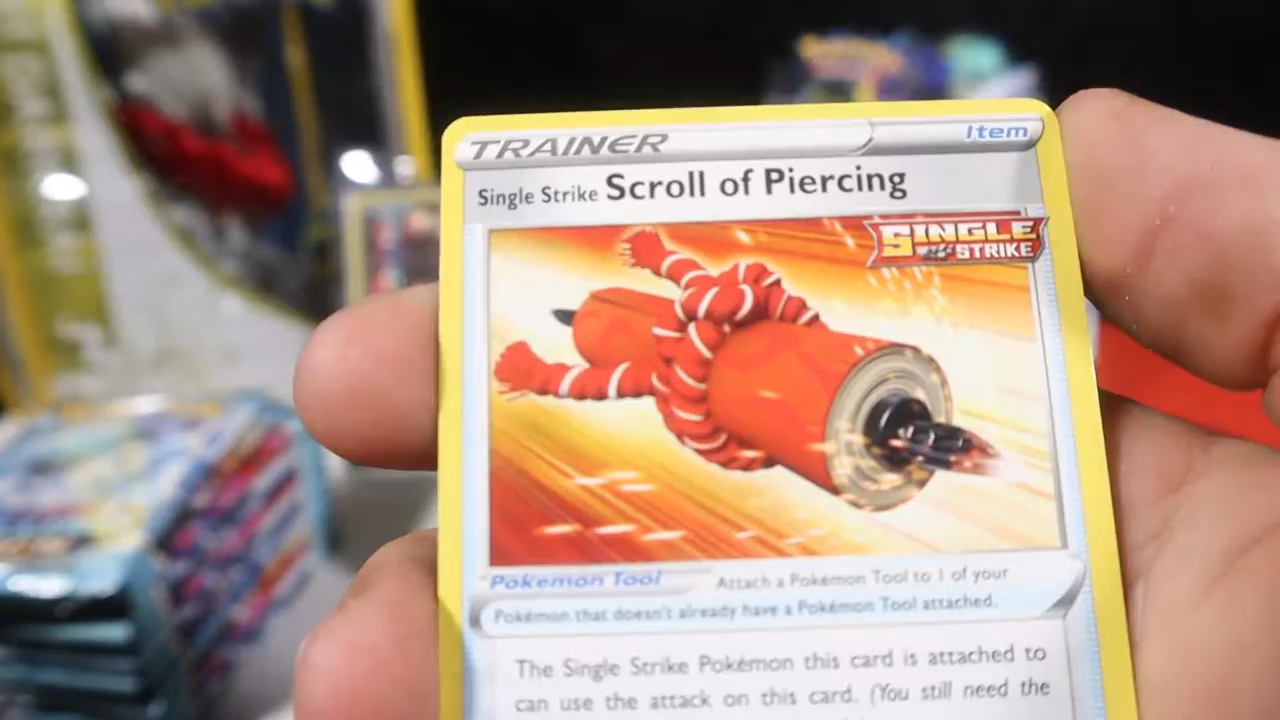 TRAINER Item
Single Strike Scroll of Piercing
SINGLE
STRIKE
Pokémon Tool Attach a Pokémon Tool to 1 of your
Pokémon that doesn't already have a Pokémon Tool attached.
The Single Strike Pokémon this card is attached to
can use the attack on this card. (You still need the